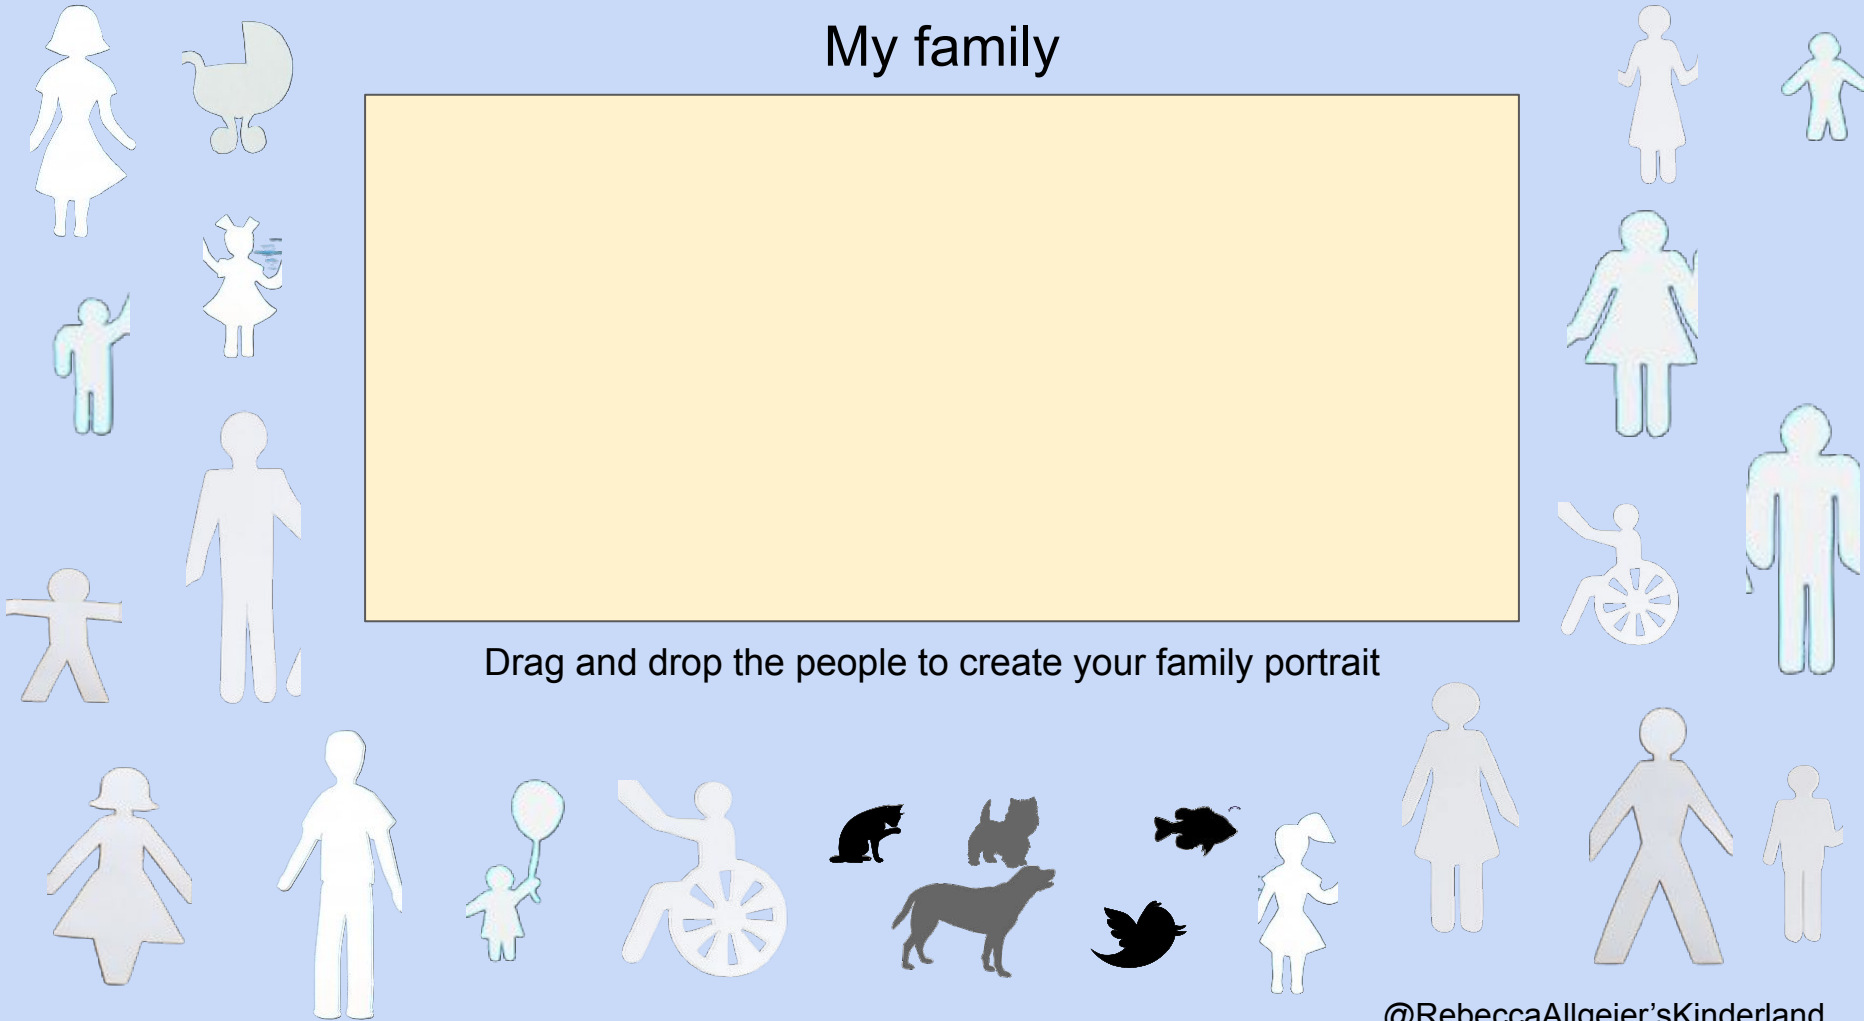 My family
Drag and drop the people to create your family portrait
@RebeccaAllgeier'sKinderland